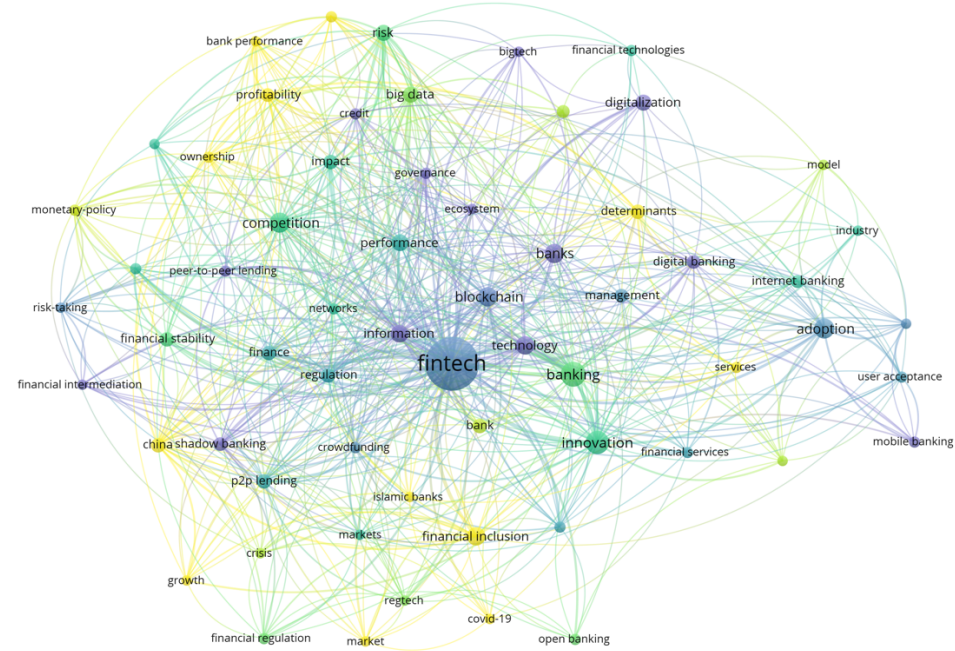 risk
bank performance
bigtech
financial technologies
profitability
big data
digitalization
credit
ownership
impact
model
governance
monetary-policy
ecosystem
determinants
competition
industry
performance
banks
digital banking
peer-to-peer lending
internet banking
blockchain
management
risk-taking
networks
adoption
information
financial stability
technology
finance
fintech
services
regulation
banking
user acceptance
financial intermediation
bank
china
shadow banking
innovation
mobile banking
crowdfunding
financial services
p2p lending
islamic banks
markets
financial inclusion
crisis
growth
regtech
covid-19
financial regulation
market
open banking